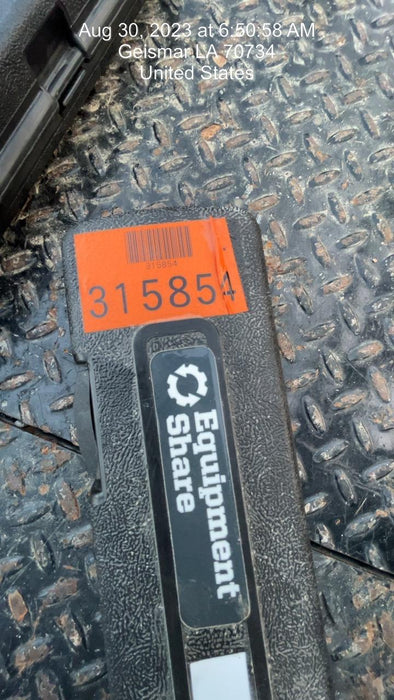 Aug 30, 2023 at 6:50:58 AM
Geismar LA 70734
United States
315854
315854
Equipment
Share